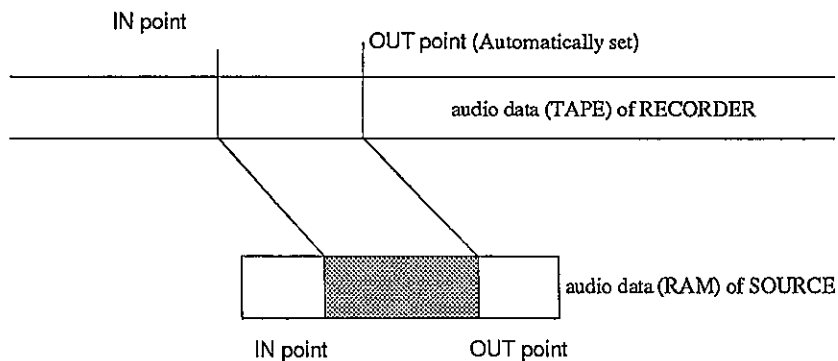 IN point
OUT point (Automatically set)
audio data (TAPE) of RECORDER
audio data (RAM) of SOURCE
IN point
OUT point